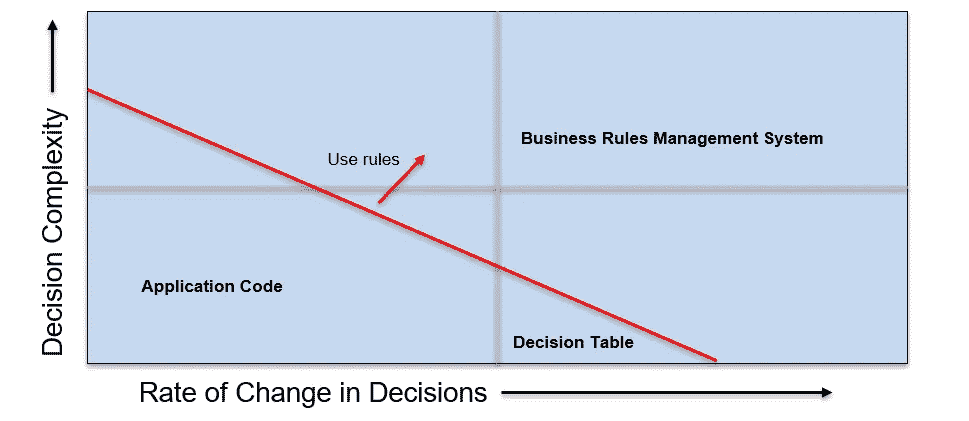 Decision Complexity
Use rules
Business Rules Management System
Application Code
Decision Table
Rate of Change in Decisions